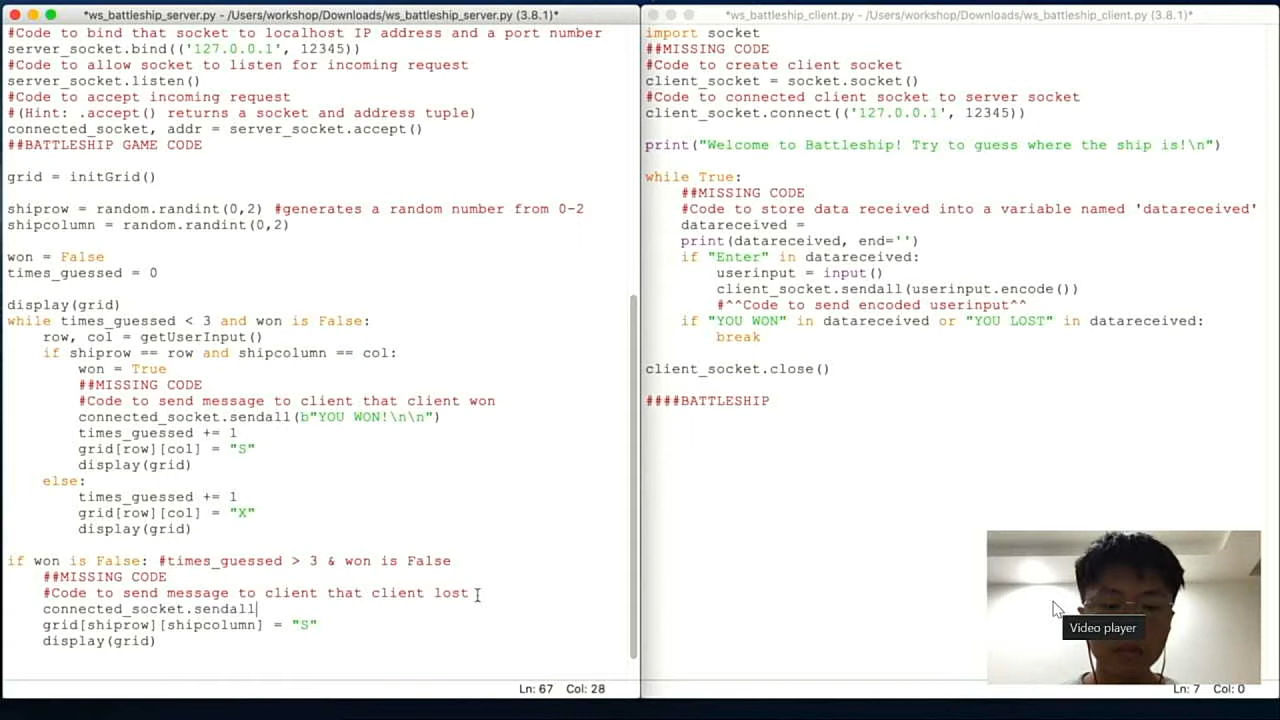 *ws_battleship_server.py - /Users/workshop/Downloads/ws_battleship_server.py (3.8.1)*
#Code to bind that socket to localhost IP address and a port number
server_socket.bind(('127.0.0.1', 12345))
#Code to allow socket to listen for incoming request
server_socket.listen()
#Code to accept incoming request
#(Hint: .accept() returns a socket and address tuple)
connected_socket, addr = server_socket.accept()
##BATTLESHIP GAME CODE
grid = initGrid()
shiprow = random.randint(0,2) #generates a random number from 0-2
shipcolumn = random.randint(0,2)
won = False
times_guessed = 0
display(grid)
while times_guessed < 3 and won is False:
    row, col = getUserInput()
    if shiprow == row and shipcolumn == col:
        won = True
        ##MISSING CODE
        #Code to send message to client that client won
        connected_socket.sendall(b"YOU WON!\n\n")
        times_guessed += 1
        grid[row][col] = "S"
        display(grid)
    else:
        times_guessed += 1
        grid[row][col] = "X"
        display(grid)
if won is False: #times_guessed > 3 & won is False
    ##MISSING CODE
    #Code to send message to client that client lost
    connected_socket.sendall
    grid[shiprow][shipcolumn] = "S"
    display(grid)
Ln: 67 Col: 28
*ws_battleship_client.py - /Users/workshop/Downloads/ws_battleship_client.py (3.8.1)*
import socket
##MISSING CODE
#Code to create client socket
client_socket = socket.socket()
#Code to connected client socket to server socket
client_socket.connect(('127.0.0.1', 12345))
print("Welcome to Battleship! Try to guess where the ship is!\n")
while True:
    ##MISSING CODE
    #Code to store data received into a variable named 'datareceived'
    datareceived =
    print(datareceived, end='')
    if "Enter" in datareceived:
        userinput = input()
        client_socket.sendall(userinput.encode())
        #^^Code to send encoded userinput^^
    if "YOU WON" in datareceived or "YOU LOST" in datareceived:
        break
client_socket.close()
####BATTLESHIP
Video player
Ln: 7 Col: 0